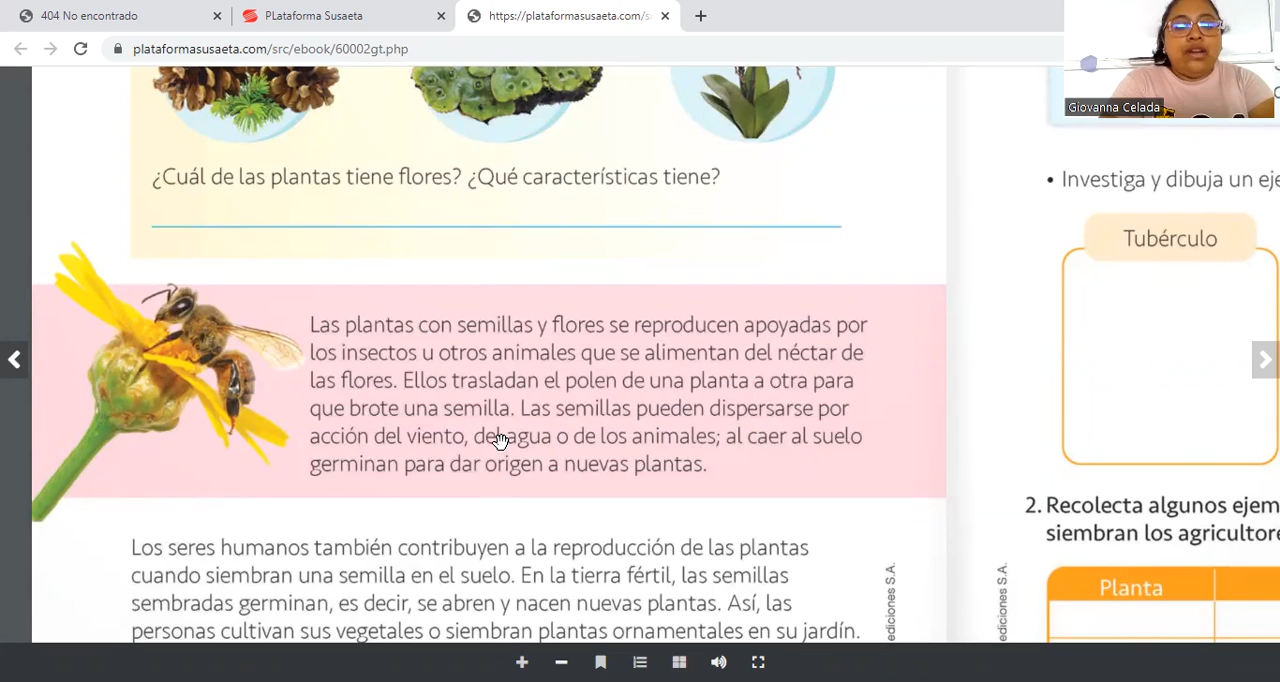 404 No encontrado
PLataforma Susaeta
https://plataformasusaeta.com/s
plataformasusaeta.com/src/ebook/60002gt.php
Giovanna Celada
¿Cuál de las plantas tiene flores? ¿Qué características tiene?
Las plantas con semillas y flores se reproducen apoyadas por
los insectos u otros animales que se alimentan del néctar de
las flores. Ellos trasladan el polen de una planta a otra para
que brote una semilla. Las semillas pueden dispersarse por
acción del viento, del agua o de los animales; al caer al suelo
germinan para dar origen a nuevas plantas.
Los seres humanos también contribuyen a la reproducción de las plantas
cuando siembran una semilla en el suelo. En la tierra fértil, las semillas
sembradas germinan, es decir, se abren y nacen nuevas plantas. Así, las
personas cultivan sus vegetales o siembran plantas ornamentales en su jardín.
ediciones S.A.
• Investiga y dibuja un eje
Tubérculo
2. Recolecta algunos ejem
siembran los agricultore
ediciones S.A.
Planta